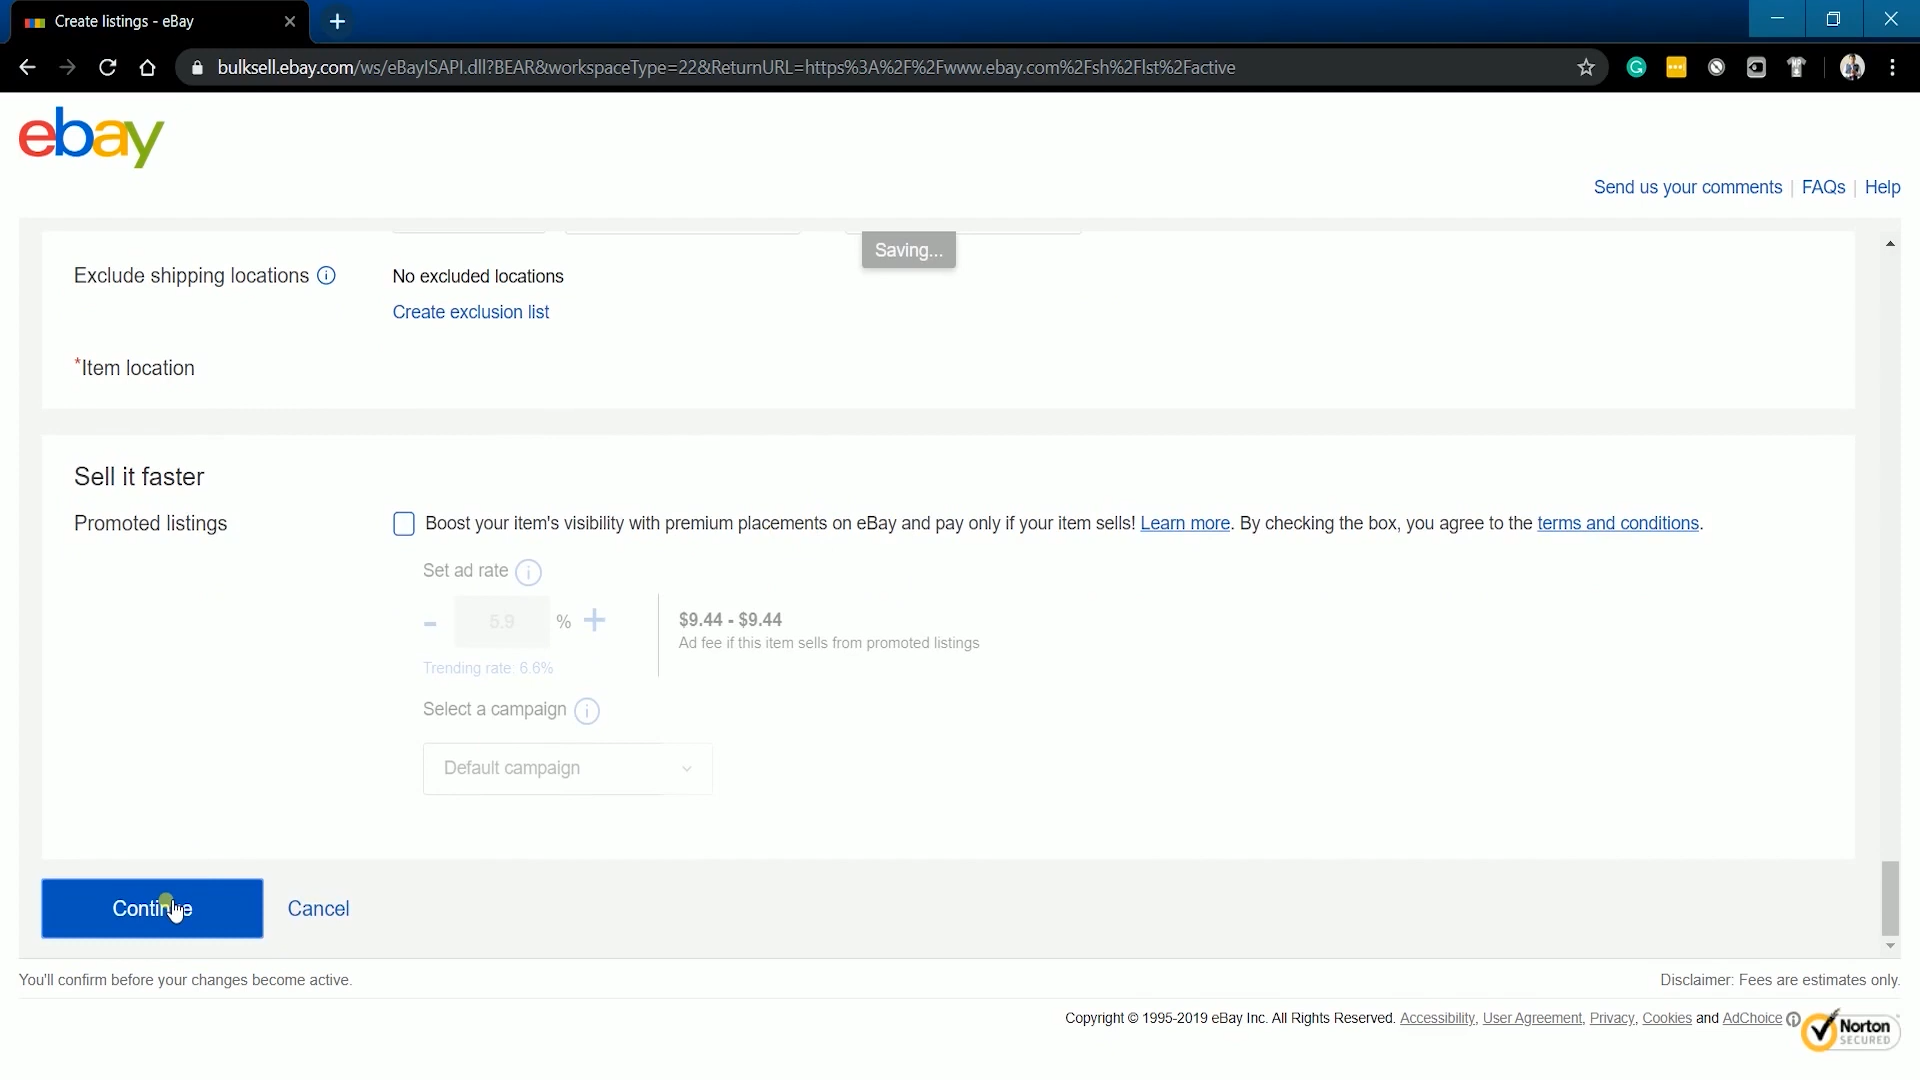 Create listings - eBay
bulksell.ebay.com/ws/eBayISAPI.dll?BEAR&workspaceType=22&ReturnURL=https%3A%2F%2Fwww.ebay.com%2Fsh%2Flst%2Factive
ebay
Send us your comments | FAQs | Help
Saving...
Exclude shipping locations
No excluded locations
Create exclusion list
*Item location
Sell it faster
Promoted listings
Boost your item's visibility with premium placements on eBay and pay only if your item sells! Learn more. By checking the box, you agree to the terms and conditions.
Set ad rate
- 5.9 % +
$9.44 - $9.44
Ad fee if this item sells from promoted listings
Trending rate: 6.6%
Select a campaign
Default campaign
Continue
Cancel
You'll confirm before your changes become active.
Disclaimer: Fees are estimates only.
Copyright © 1995-2019 eBay Inc. All Rights Reserved. Accessibility, User Agreement, Privacy, Cookies and AdChoice
Norton
SECURED